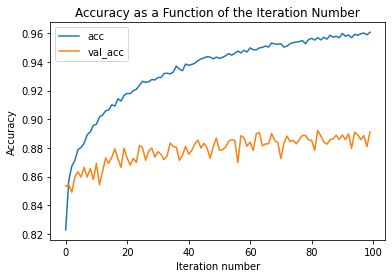 Accuracy as a Function of the Iteration Number
acc
val_acc
0.96
0.94
0.92
0.90
0.88
0.86
0.84
0.82
Accuracy
0
20
40
60
80
100
Iteration number